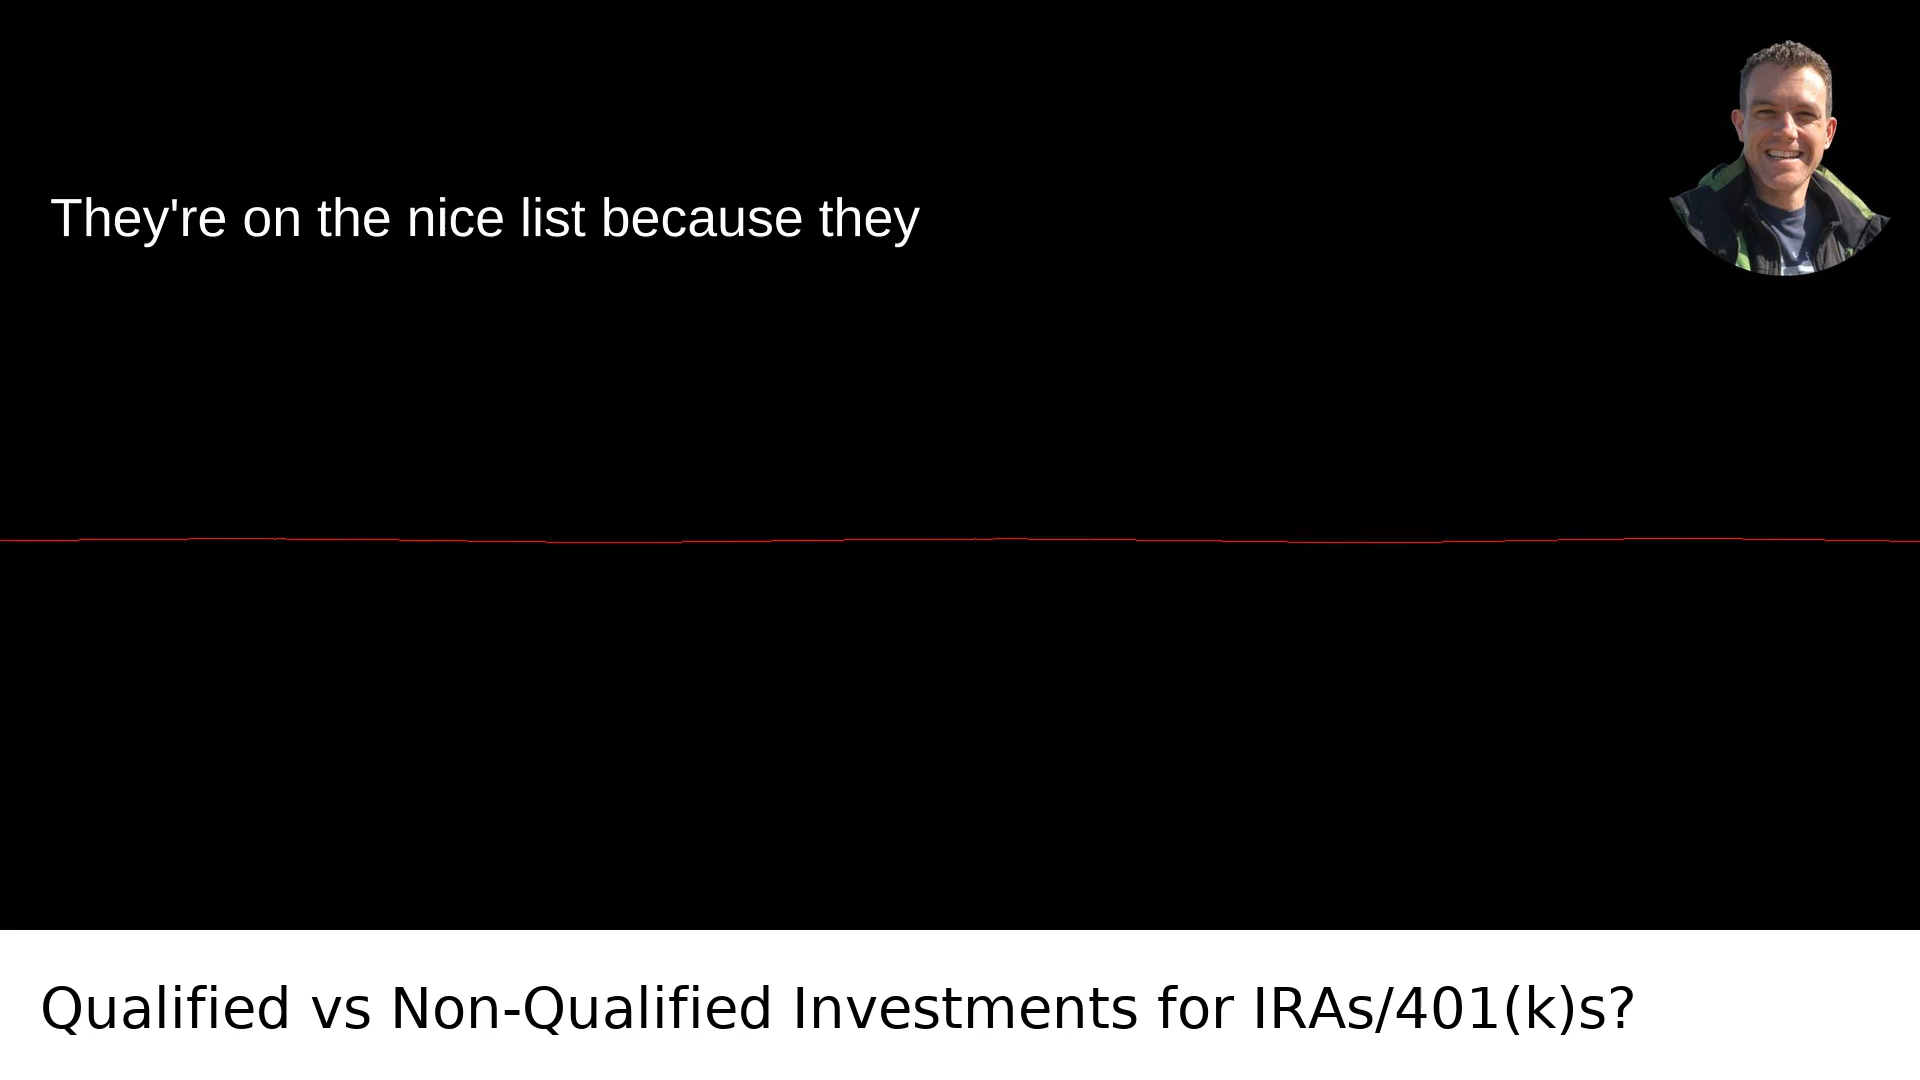 They're on the nice list because they
Qualified vs Non-Qualified Investments for IRAs/401(k)s?